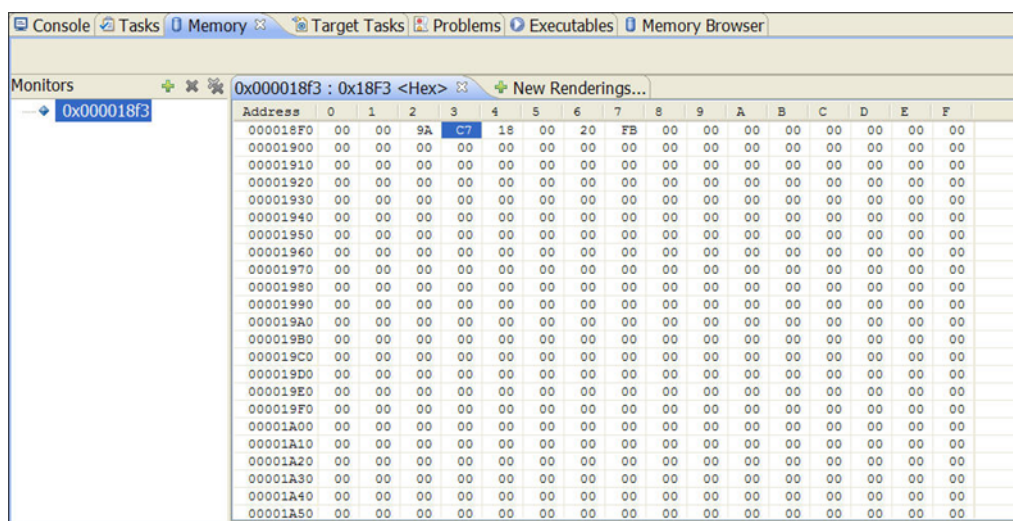 Console Tasks Memory Target Tasks Problems Executables Memory Browser
Monitors 0x000018f3 : 0x18F3 <Hex> New Renderings...
0x000018f3
Address 0 1 2 3 4 5 6 7 8 9 A B C D E F
000018F0 00 00 9A C7 18 00 20 FB 00 00 00 00 00 00 00 00
00001900 00 00 00 00 00 00 00 00 00 00 00 00 00 00 00 00
00001910 00 00 00 00 00 00 00 00 00 00 00 00 00 00 00 00
00001920 00 00 00 00 00 00 00 00 00 00 00 00 00 00 00 00
00001930 00 00 00 00 00 00 00 00 00 00 00 00 00 00 00 00
00001940 00 00 00 00 00 00 00 00 00 00 00 00 00 00 00 00
00001950 00 00 00 00 00 00 00 00 00 00 00 00 00 00 00 00
00001960 00 00 00 00 00 00 00 00 00 00 00 00 00 00 00 00
00001970 00 00 00 00 00 00 00 00 00 00 00 00 00 00 00 00
00001980 00 00 00 00 00 00 00 00 00 00 00 00 00 00 00 00
00001990 00 00 00 00 00 00 00 00 00 00 00 00 00 00 00 00
000019A0 00 00 00 00 00 00 00 00 00 00 00 00 00 00 00 00
000019B0 00 00 00 00 00 00 00 00 00 00 00 00 00 00 00 00
000019C0 00 00 00 00 00 00 00 00 00 00 00 00 00 00 00 00
000019D0 00 00 00 00 00 00 00 00 00 00 00 00 00 00 00 00
000019E0 00 00 00 00 00 00 00 00 00 00 00 00 00 00 00 00
000019F0 00 00 00 00 00 00 00 00 00 00 00 00 00 00 00 00
00001A00 00 00 00 00 00 00 00 00 00 00 00 00 00 00 00 00
00001A10 00 00 00 00 00 00 00 00 00 00 00 00 00 00 00 00
00001A20 00 00 00 00 00 00 00 00 00 00 00 00 00 00 00 00
00001A30 00 00 00 00 00 00 00 00 00 00 00 00 00 00 00 00
00001A40 00 00 00 00 00 00 00 00 00 00 00 00 00 00 00 00
00001A50 00 00 00 00 00 00 00 00 00 00 00 00 00 00 00 00